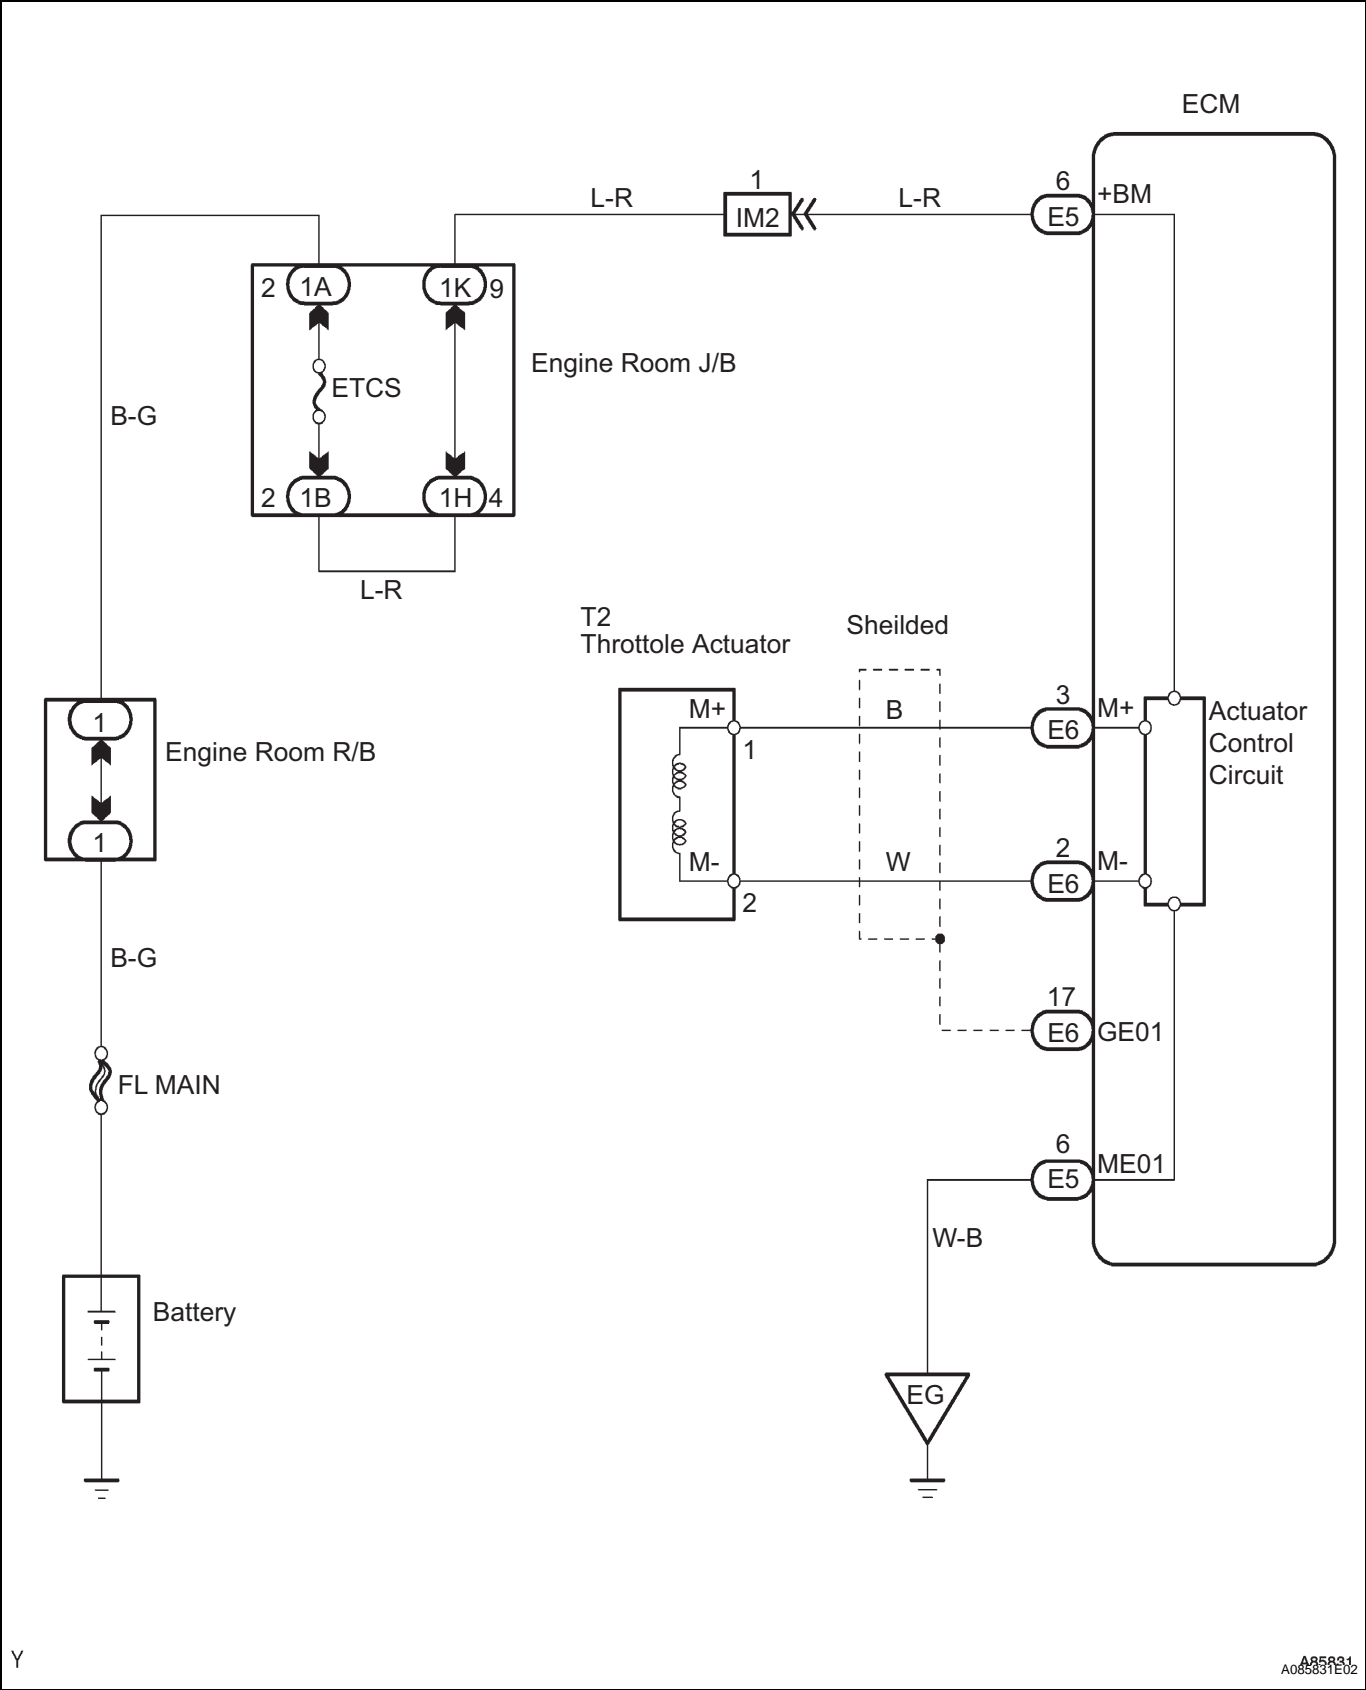 ECM
1
6
L-R
IM2
L-R
E5
+BM
2
1A
1K
9
Engine Room J/B
ETCS
B-G
2
1B
1H
4
L-R
T2
Throttole Actuator
Sheilded
M+
B
3
E6
M+
Actuator
Control
Circuit
1
1
Engine Room R/B
1
M-
W
2
E6
M-
2
B-G
17
E6
GE01
FL MAIN
6
E5
ME01
W-B
Battery
EG
Y
A85831
A085831E02